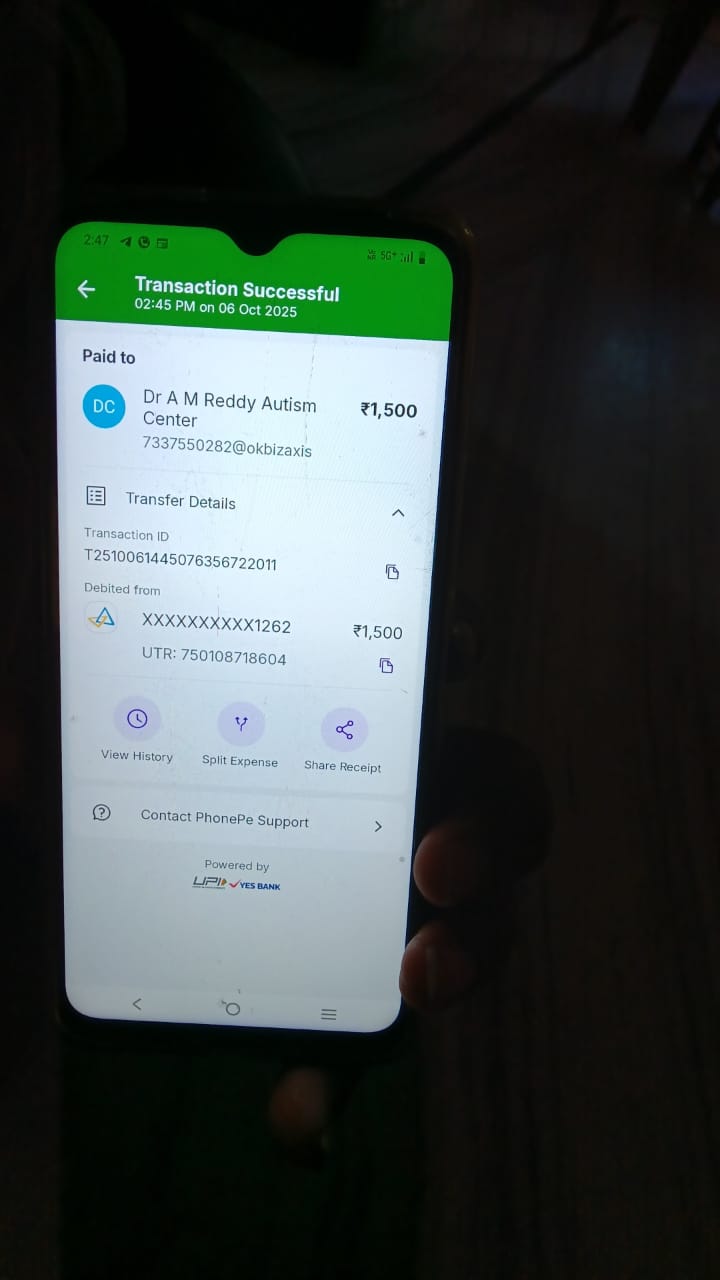 2:47
5G+
Transaction Successful
02:45 PM on 06 Oct 2025
Paid to
DC
Dr A M Reddy Autism
Center
₹1,500
7337550282@okbizaxis
Transfer Details
Transaction ID
T2510061445076356722011
Debited from
XXXXXXXXXX1262
₹1,500
UTR: 750108718604
View History
Split Expense
Share Receipt
Contact PhonePe Support
Powered by
UPI YES BANK